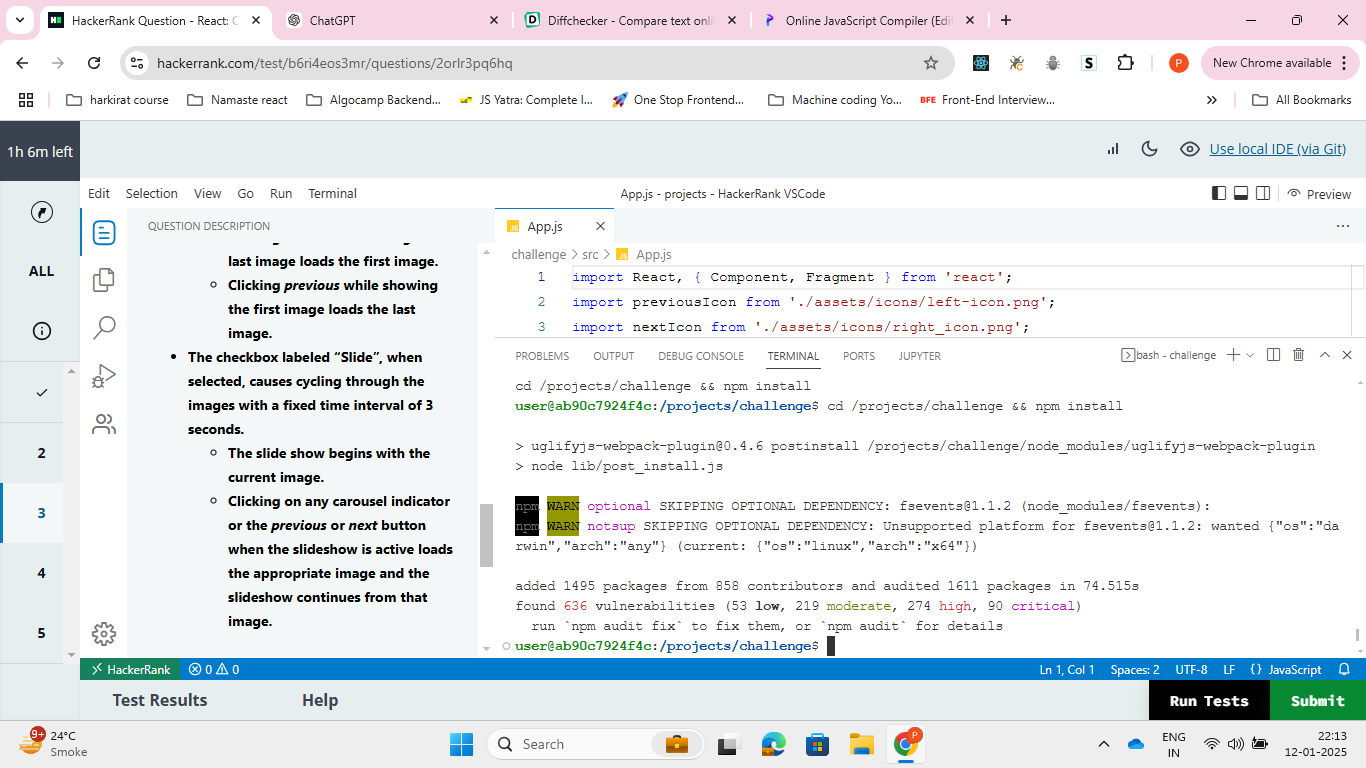 HackerRank Question - React: C
ChatGPT
Diffchecker - Compare text onli
Online JavaScript Compiler (Edit
hackerrank.com/test/b6ri4eos3mr/questions/2orlr3pq6hq
P
New Chrome available
harkirat course
Namaste react
Algocamp Backend...
JS Yatra: Complete I...
One Stop Frontend...
Machine coding Yo...
BFE Front-End Interview...
All Bookmarks
1h 6m left
Use local IDE (via Git)
Edit Selection View Go Run Terminal
App.js - projects - HackerRank VSCode
Preview
ALL
2
3
4
5
QUESTION DESCRIPTION
last image loads the first image.
Clicking previous while showing
the first image loads the last
image.
The checkbox labeled “Slide”, when
selected, causes cycling through the
images with a fixed time interval of 3
seconds.
The slide show begins with the
current image.
Clicking on any carousel indicator
or the previous or next button
when the slideshow is active loads
the appropriate image and the
slideshow continues from that
image.
JS App.js
challenge > src > JS App.js
1 import React, { Component, Fragment } from 'react';
2 import previousIcon from './assets/icons/left-icon.png';
3 import nextIcon from './assets/icons/right_icon.png';
PROBLEMS OUTPUT DEBUG CONSOLE TERMINAL PORTS JUPYTER
bash - challenge
cd /projects/challenge && npm install
user@ab90c7924f4c:/projects/challenge$ cd /projects/challenge && npm install
> uglifyjs-webpack-plugin@0.4.6 postinstall /projects/challenge/node_modules/uglifyjs-webpack-plugin
> node lib/post_install.js
npm WARN optional SKIPPING OPTIONAL DEPENDENCY: fsevents@1.1.2 (node_modules/fsevents):
npm WARN notsup SKIPPING OPTIONAL DEPENDENCY: Unsupported platform for fsevents@1.1.2: wanted {"os":"da
rwin","arch":"any"} (current: {"os":"linux","arch":"x64"})
added 1495 packages from 858 contributors and audited 1611 packages in 74.515s
found 636 vulnerabilities (53 low, 219 moderate, 274 high, 90 critical)
run `npm audit fix` to fix them, or `npm audit` for details
user@ab90c7924f4c:/projects/challenge$
HackerRank
0 0
Ln 1, Col 1 Spaces: 2 UTF-8 LF {} JavaScript
Test Results
Help
Run Tests
Submit
9+
24°C
Smoke
Search
P
ENG
IN
22:13
12-01-2025